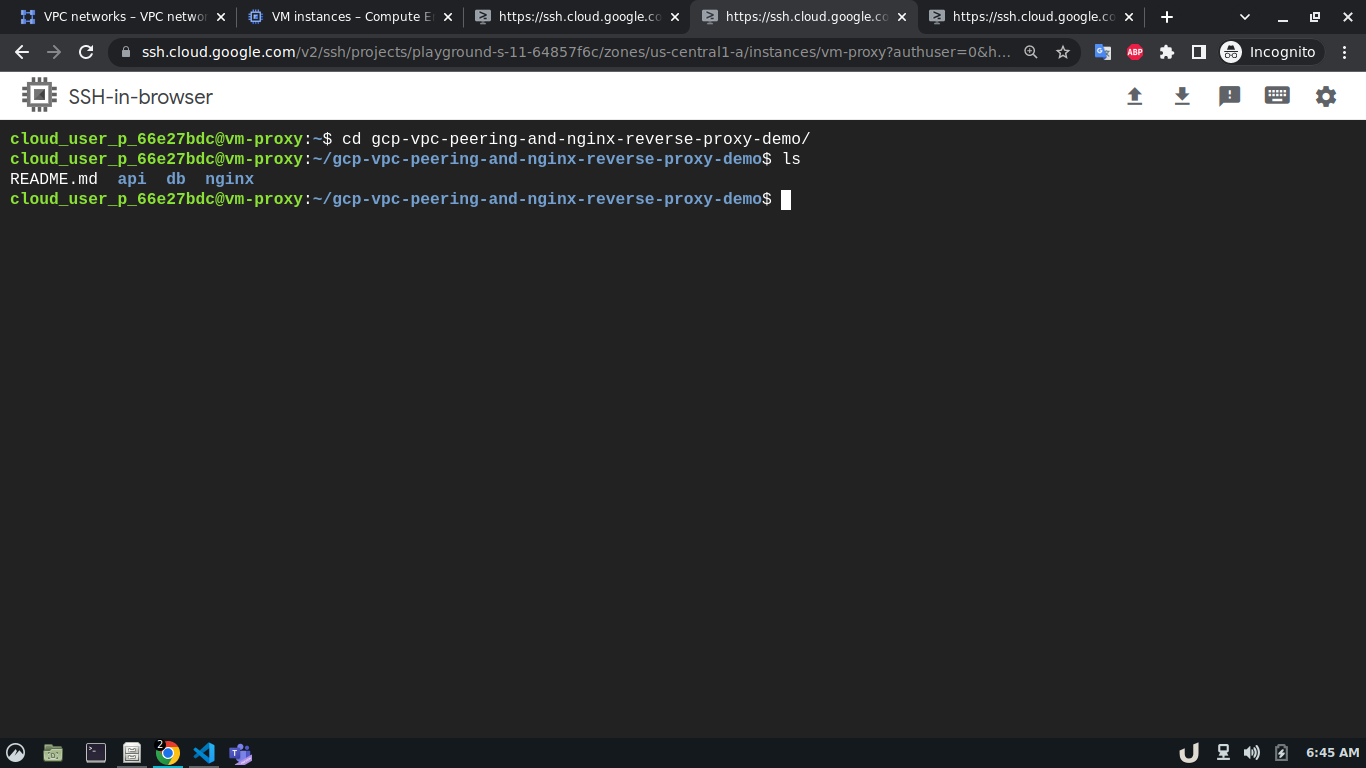 VPC networks – VPC networ
VM instances – Compute E
https://ssh.cloud.google.co
https://ssh.cloud.google.co
https://ssh.cloud.google.co
ssh.cloud.google.com/v2/ssh/projects/playground-s-11-64857f6c/zones/us-central1-a/instances/vm-proxy?authuser=0&h...
ABP
Incognito
SSH-in-browser
cloud_user_p_66e27bdc@vm-proxy:~$ cd gcp-vpc-peering-and-nginx-reverse-proxy-demo/
cloud_user_p_66e27bdc@vm-proxy:~/gcp-vpc-peering-and-nginx-reverse-proxy-demo$ ls
README.md  api  db  nginx
cloud_user_p_66e27bdc@vm-proxy:~/gcp-vpc-peering-and-nginx-reverse-proxy-demo$
2
6:45 AM